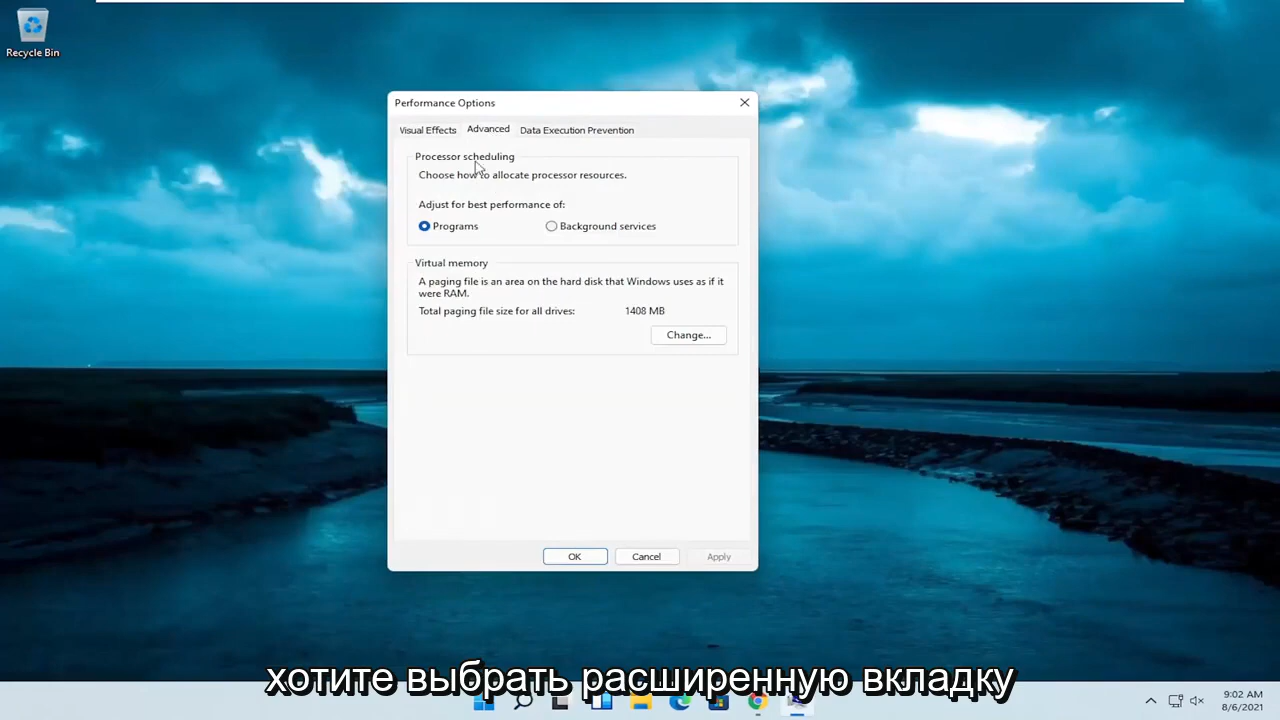 Recycle Bin
Performance Options
Visual Effects Advanced Data Execution Prevention
Processor scheduling
Choose how to allocate processor resources.
Adjust for best performance of:
Programs Background services
Virtual memory
A paging file is an area on the hard disk that Windows uses as if it
were RAM.
Total paging file size for all drives: 1408 MB
Change...
OK Cancel Apply
хотите выбрать расширенную вкладку
9:02 AM
8/6/2021